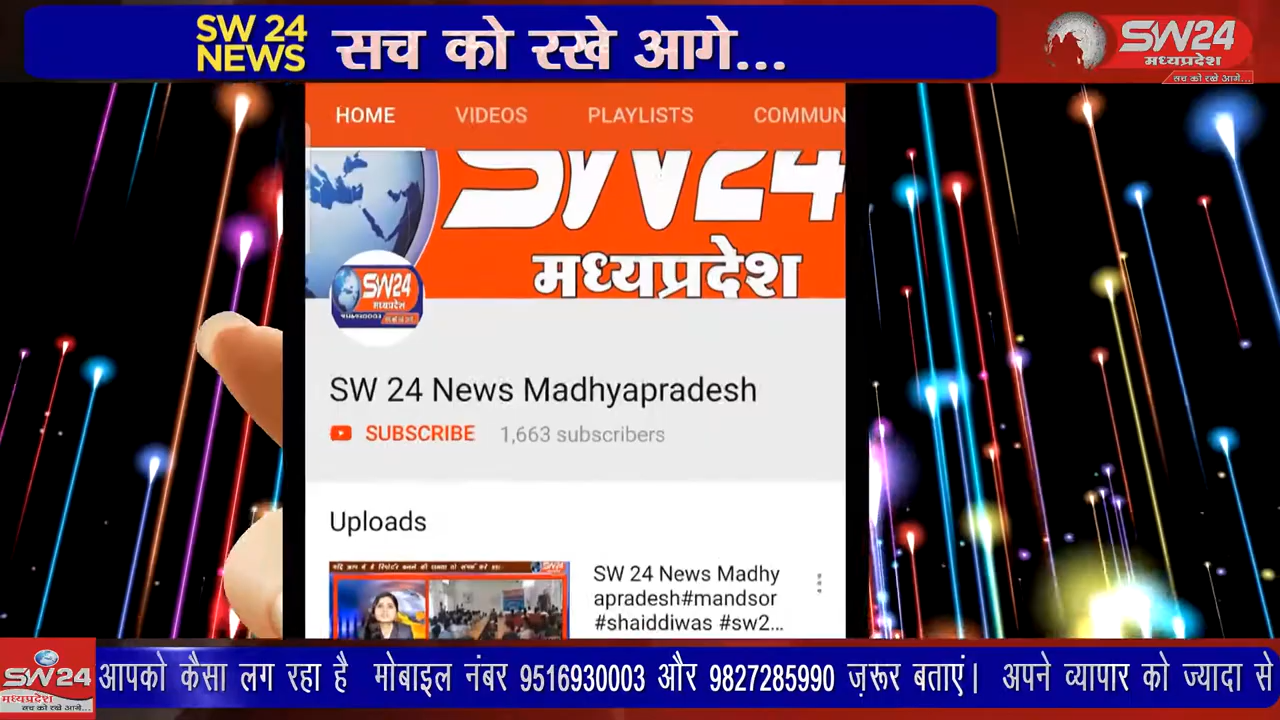 SW 24
NEWS
सच को रखे आगे...
SW24
मध्यप्रदेश
सच को रखे आगे...
HOME VIDEOS PLAYLISTS COMMUN
SW24
मध्यप्रदेश
SW24
मध्यप्रदेश
SW 24 News Madhyapradesh
SUBSCRIBE 1,663 subscribers
Uploads
SW 24 News Madhy
apradesh#mandsor
#shaiddiwas #sw2...
SW24
मध्यप्रदेश
सच को रखे आगे...
आपको कैसा लग रहा है मोबाइल नंबर 9516930003 और 9827285990 ज़रूर बताएं। अपने व्यापार को ज्यादा से